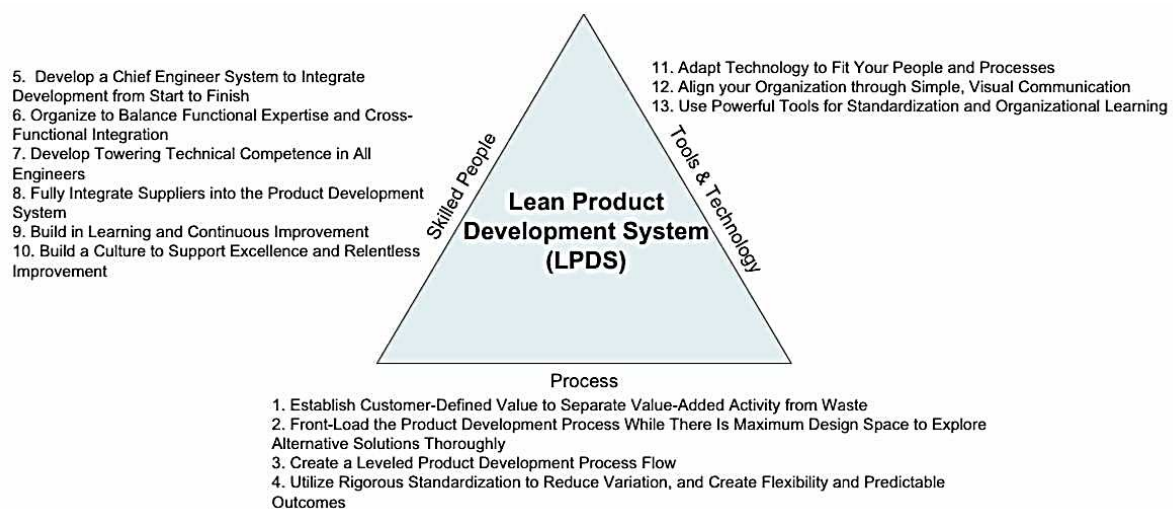 5. Develop a Chief Engineer System to Integrate
Development from Start to Finish
6. Organize to Balance Functional Expertise and Cross-
Functional Integration
7. Develop Towering Technical Competence in All
Engineers
8. Fully Integrate Suppliers into the Product Development
System
9. Build in Learning and Continuous Improvement
10. Build a Culture to Support Excellence and Relentless
Improvement
Skilled People
Lean Product
Development System
(LPDS)
Tools & Technology
11. Adapt Technology to Fit Your People and Processes
12. Align your Organization through Simple, Visual Communication
13. Use Powerful Tools for Standardization and Organizational Learning
Process
1. Establish Customer-Defined Value to Separate Value-Added Activity from Waste
2. Front-Load the Product Development Process While There Is Maximum Design Space to Explore
Alternative Solutions Thoroughly
3. Create a Leveled Product Development Process Flow
4. Utilize Rigorous Standardization to Reduce Variation, and Create Flexibility and Predictable
Outcomes